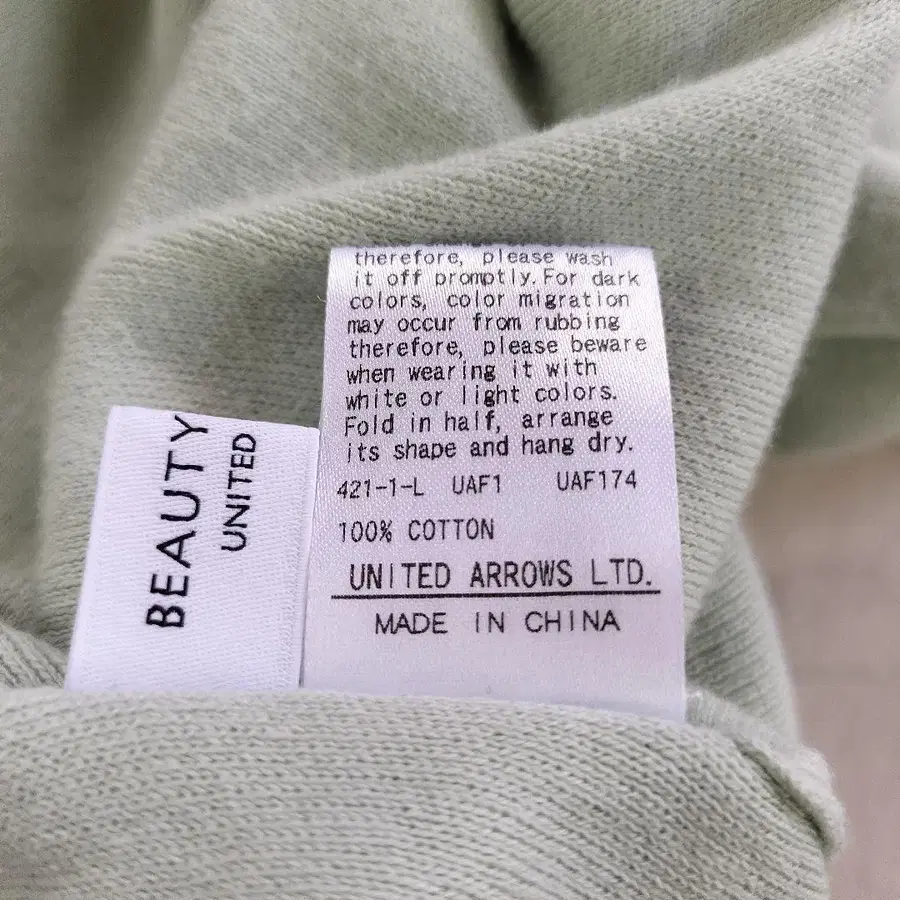 therefore, please wash
it off promptly. For dark
colors, color migration
may occur from rubbing
therefore, please beware
when wearing it with
white or light colors.
Fold in half, arrange
its shape and hang dry.
421-1-L UAF1 UAF174
100% COTTON
UNITED ARROWS LTD.
MADE IN CHINA
BEAUTY
UNITED